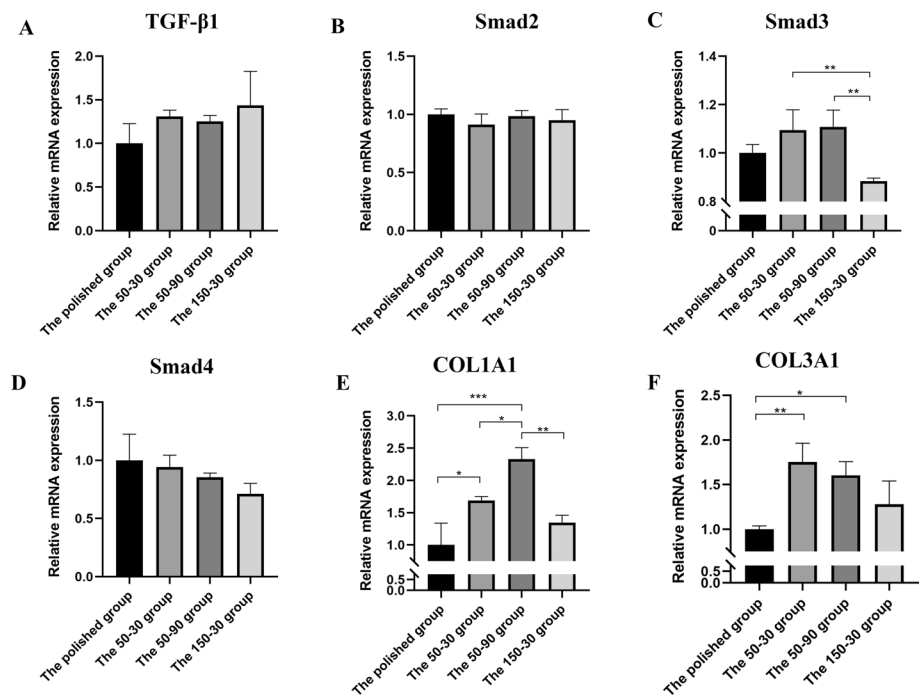 A
TGF-β1
Relative mRNA expression
2.0
1.5
1.0
0.5
0.0
The polished group
The 50-30 group
The 50-90 group
The 150-30 group
B
Smad2
Relative mRNA expression
1.5
1.0
0.5
0.0
The polished group
The 50-30 group
The 50-90 group
The 150-30 group
C
Smad3
Relative mRNA expression
1.4
1.2
1.0
0.8
0
**
**
The polished group
The 50-30 group
The 50-90 group
The 150-30 group
D
Smad4
Relative mRNA expression
1.5
1.0
0.5
0.0
The polished group
The 50-30 group
The 50-90 group
The 150-30 group
E
COL1A1
Relative mRNA expression
3.0
2.5
2.0
1.5
1.0
0.5
0.0
***
*
**
*
The polished group
The 50-30 group
The 50-90 group
The 150-30 group
F
COL3A1
Relative mRNA expression
2.5
2.0
1.5
1.0
0.5
0.0
*
**
The polished group
The 50-30 group
The 50-90 group
The 150-30 group